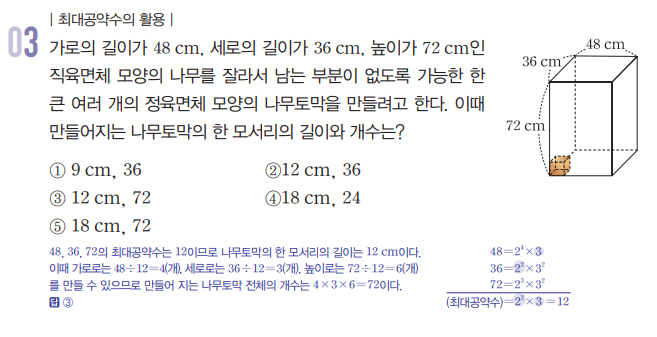 | 최대공약수의 활용 |
03 가로의 길이가 48 cm, 세로의 길이가 36 cm, 높이가 72 cm인
직육면체 모양의 나무를 잘라서 남는 부분이 없도록 가능한 한
큰 여러 개의 정육면체 모양의 나무토막을 만들려고 한다. 이때
만들어지는 나무토막의 한 모서리의 길이와 개수는?
48 cm
36 cm
72 cm
① 9 cm, 36 ②12 cm, 36
③ 12 cm, 72 ④18 cm, 24
⑤ 18 cm, 72
48, 36, 72의 최대공약수는 12이므로 나무토막의 한 모서리의 길이는 12 cm이다.
이때 가로로는 48÷12=4(개), 세로로는 36÷12=3(개), 높이로는 72÷12=6(개)
를 만들 수 있으므로 만들어 지는 나무토막 전체의 개수는 4×3×6=72이다.
답 ③
48=2⁴×3
36=2²×3²
72=2³×3²
(최대공약수)=2²×3 =12